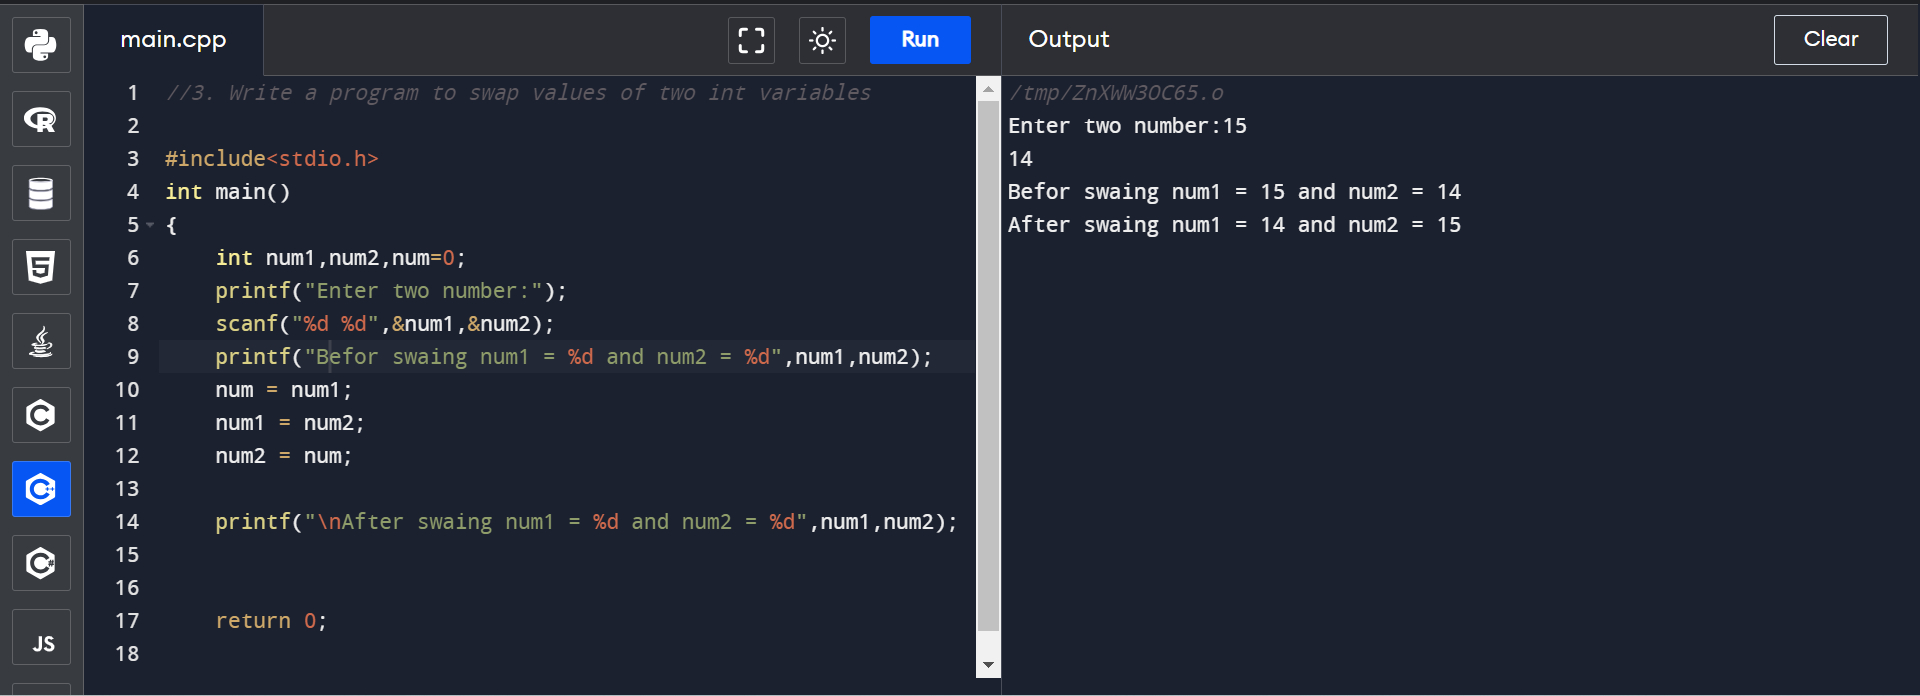 main.cpp
Run
Output
Clear
1 //3. Write a program to swap values of two int variables
2
3 #include<stdio.h>
4 int main()
5 {
6     int num1,num2,num=0;
7     printf("Enter two number:");
8     scanf("%d %d",&num1,&num2);
9     printf("Befor swaing num1 = %d and num2 = %d",num1,num2);
10     num = num1;
11     num1 = num2;
12     num2 = num;
13
14     printf("\nAfter swaing num1 = %d and num2 = %d",num1,num2);
15
16
17     return 0;
18
/tmp/ZnXWW3OC65.o
Enter two number:15
14
Befor swaing num1 = 15 and num2 = 14
After swaing num1 = 14 and num2 = 15
R
5
C
C++
C#
JS